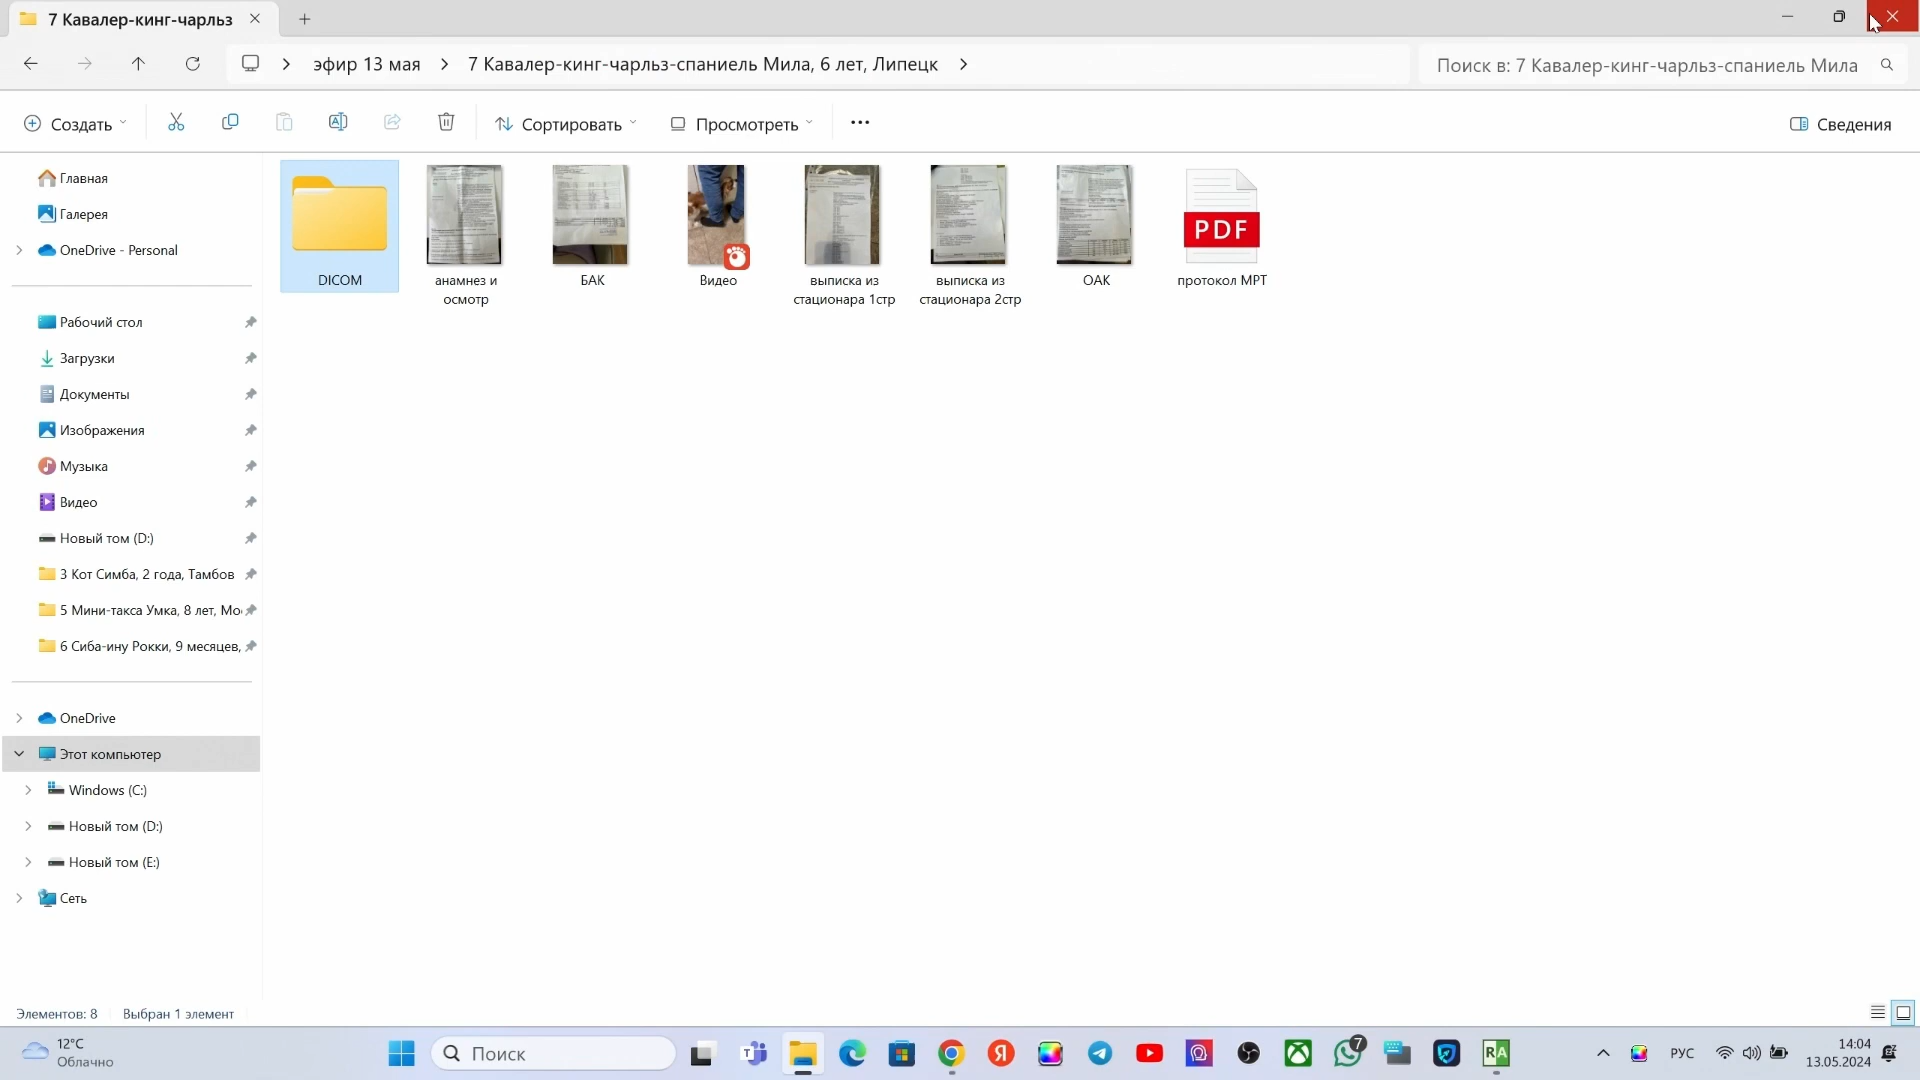 7 Кавалер-кинг-чарльз
эфир 13 мая
7 Кавалер-кинг-чарльз-спаниель Мила, 6 лет, Липецк
Поиск в: 7 Кавалер-кинг-чарльз-спаниель Мила
Создать
Сортировать
Просмотреть
Сведения
Главная
Галерея
OneDrive - Personal
Рабочий стол
Загрузки
Документы
Изображения
Музыка
Видео
Новый том (D:)
3 Кот Симба, 2 года, Тамбов
5 Мини-такса Умка, 8 лет, Мо
6 Сиба-ину Рокки, 9 месяцев,
OneDrive
Этот компьютер
Windows (C:)
Новый том (D:)
Новый том (E:)
Сеть
DICOM
анамнез и
осмотр
БАК
Видео
выписка из
стационара 1стр
выписка из
стационара 2стр
ОАК
PDF
протокол МРТ
Элементов: 8
Выбран 1 элемент
12°C
Облачно
Поиск
7
RA
РУС
14:04
13.05.2024